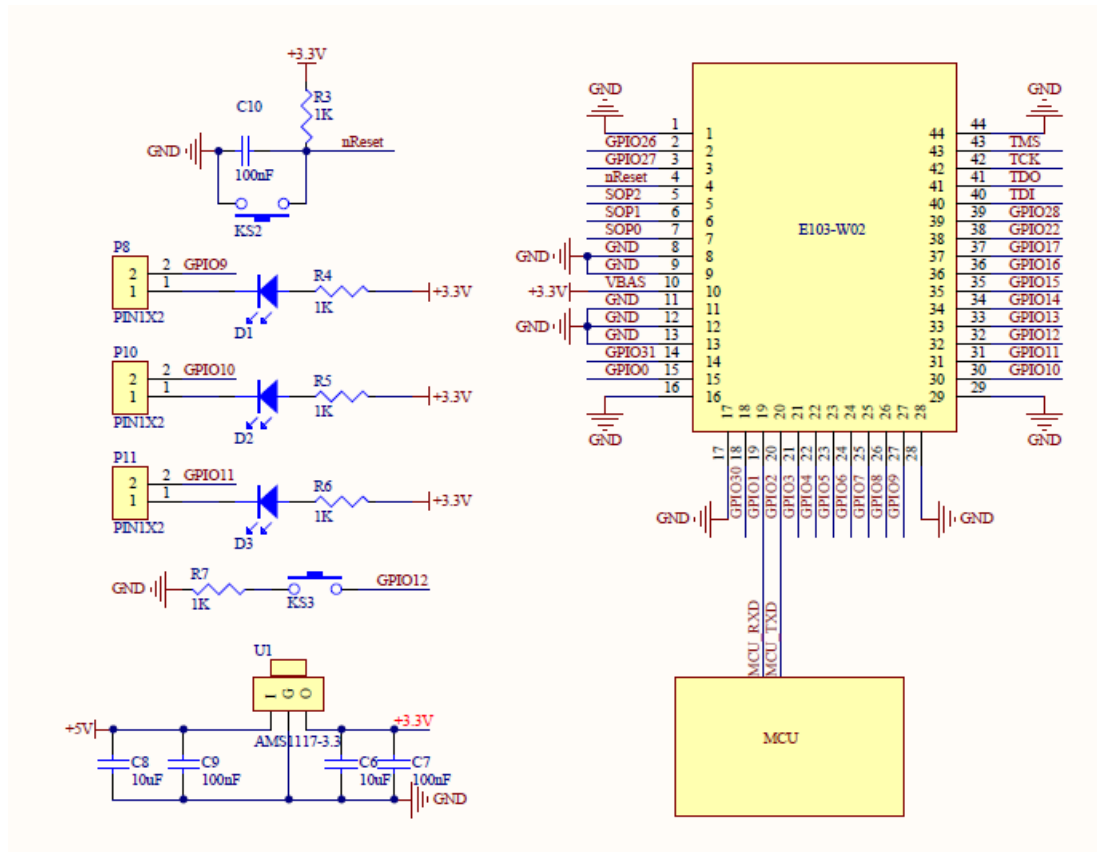 +3.3V
R3
1K
C10
GND
nReset
100nF
KS2
P8
2 GPIO9
2
1
1
PIN1X2
D1
R4
1K
+3.3V
P10
2 GPIO10
2
1
1
PIN1X2
D2
R5
1K
+3.3V
P11
2 GPIO11
2
1
1
PIN1X2
D3
R6
1K
+3.3V
GND
R7
1K
KS3
GPIO12
U1
I G O
AMS1117-3.3
+5V
+3.3V
C8
10uF
C9
100nF
C6
10uF
C7
100nF
GND
GND
1 1
GPIO26 2 2
GPIO27 3 3
nReset 4 4
SOP2 5 5
SOP1 6 6
SOP0 7 7
GND GND 8 8
GND 9 9
+3.3V VBAS 10 10
GND 11 11
GND GND 12 12
GND 13 13
GPIO31 14 14
GPIO0 15 15
16 16
GND
E103-W02
GND
44 44
43 43 TMS
42 42 TCK
41 41 TDO
40 40 TDI
39 39 GPIO28
38 38 GPIO22
37 37 GPIO17
36 36 GPIO16
35 35 GPIO15
34 34 GPIO14
33 33 GPIO13
32 32 GPIO12
31 31 GPIO11
30 30 GPIO10
29 29
GND
17 18 19 20 21 22 23 24 25 26 27 28
17 18 19 20 21 22 23 24 25 26 27 28
GPIO30 GPIO1 GPIO2 GPIO3 GPIO4 GPIO5 GPIO6 GPIO7 GPIO8 GPIO9
GND
GND
MCU_RXD
MCU_TXD
MCU